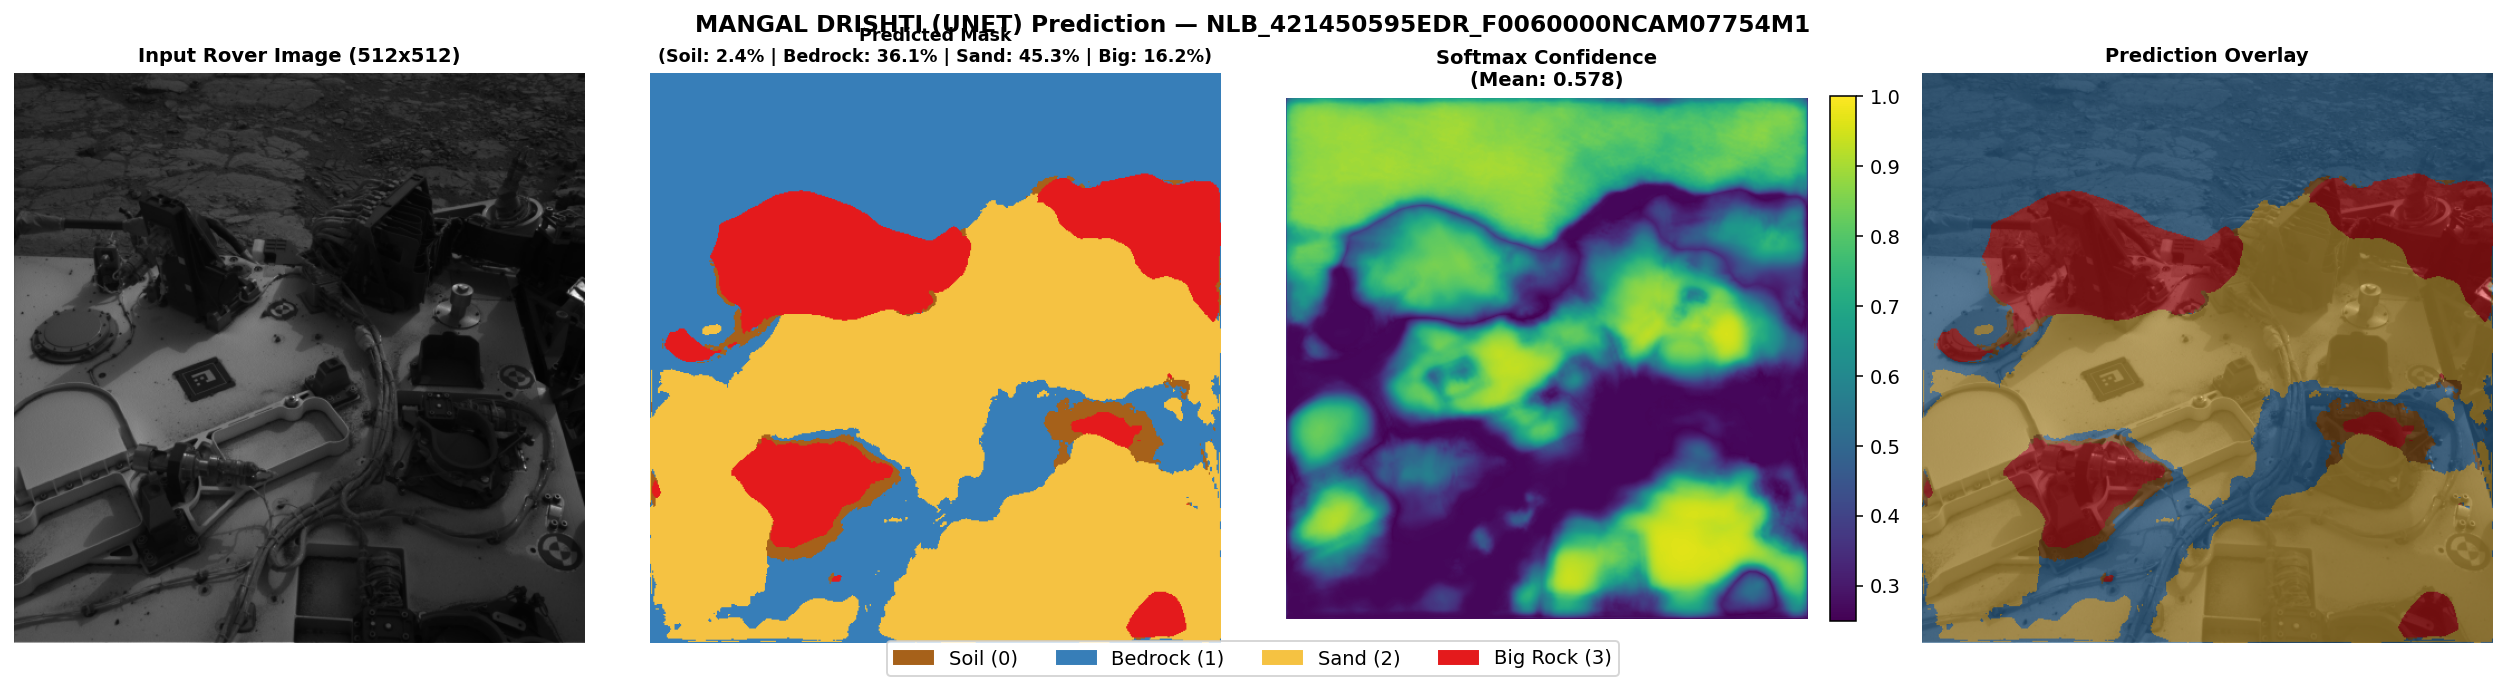 MANGAL DRISHTI (UNET) Prediction — NLB_421450595EDR_F0060000NCAM07754M1
Input Rover Image (512x512)
Predicted Mask
(Soil: 2.4% | Bedrock: 36.1% | Sand: 45.3% | Big: 16.2%)
Softmax Confidence
(Mean: 0.578)
Prediction Overlay
1.0
0.9
0.8
0.7
0.6
0.5
0.4
0.3
Soil (0)
Bedrock (1)
Sand (2)
Big Rock (3)